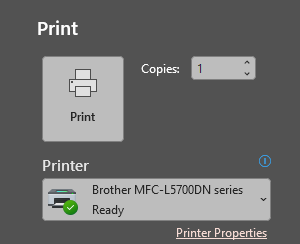 Print
Print
Copies: 1
Printer
Brother MFC-L5700DN series
Ready
Printer Properties